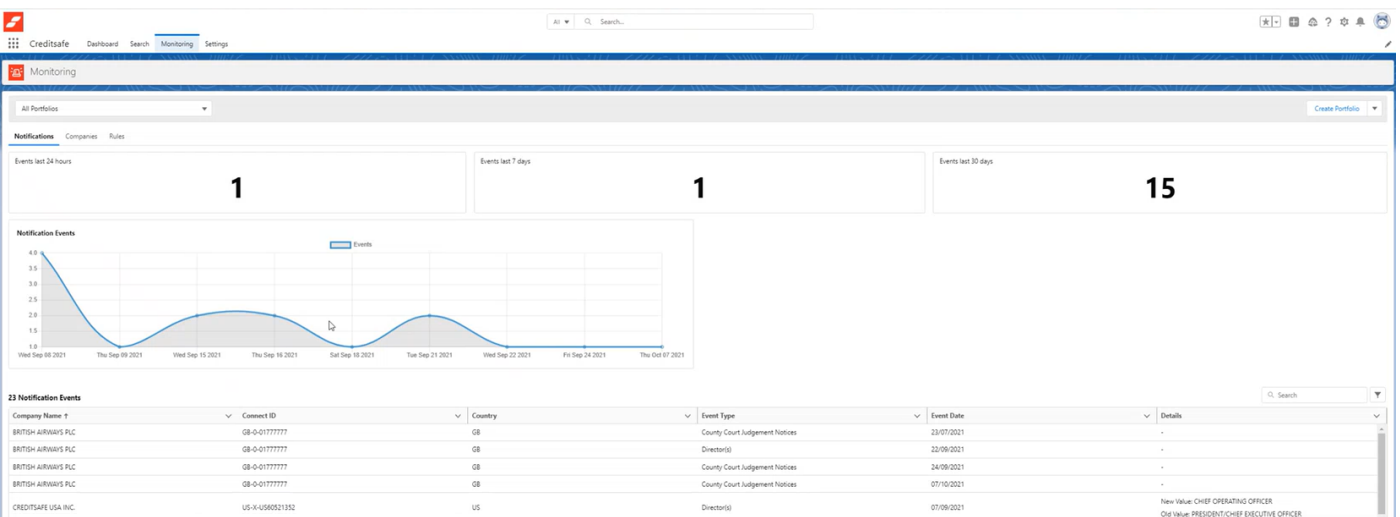 All Search...
Creditsafe Dashboard Search Monitoring Settings
Monitoring
All Portfolios Create Portfolio
Notifications Companies Rules
Events last 24 hours Events last 7 days Events last 30 days
1 1 15
Notification Events
Events
4.0
3.5
3.0
2.5
2.0
1.5
1.0
Wed Sep 08 2021 Thu Sep 09 2021 Wed Sep 15 2021 Thu Sep 16 2021 Sat Sep 18 2021 Tue Sep 21 2021 Wed Sep 22 2021 Fri Sep 24 2021 Thu Oct 07 2021
23 Notification Events Search
Company Name ↑ Connect ID Country Event Type Event Date Details
BRITISH AIRWAYS PLC GB-0-01777777 GB County Court Judgement Notices 23/07/2021 -
BRITISH AIRWAYS PLC GB-0-01777777 GB Director(s) 22/09/2021 -
BRITISH AIRWAYS PLC GB-0-01777777 GB County Court Judgement Notices 24/09/2021 -
BRITISH AIRWAYS PLC GB-0-01777777 GB County Court Judgement Notices 07/10/2021 -
CREDITSAFE USA INC. US-X-US60521352 US Director(s) 07/09/2021 New Value: CHIEF OPERATING OFFICER
Old Value: PRESIDENT/CHIEF EXECUTIVE OFFICER